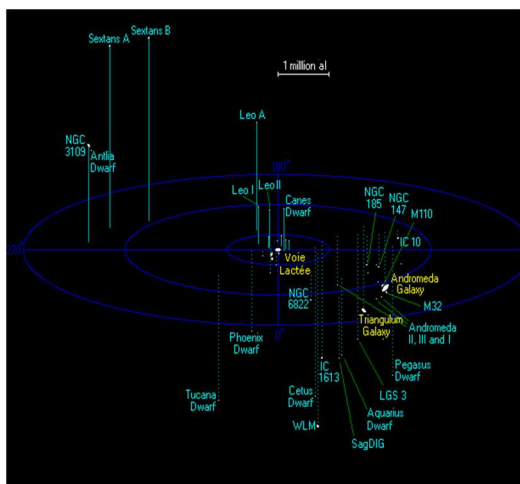 Sextans A
Sextans B
1 million al
Leo A
NGC
3109
Antlia
Dwarf
Leo I
Leo II
Canes
Dwarf
NGC
185
NGC
147
M110
IC 10
Voie
Lactée
Andromeda
Galaxy
NGC
6822
M32
Triangulum
Galaxy
Andromeda
II, III and I
Phoenix
Dwarf
0°
IC
1613
Pegasus
Dwarf
Tucana
Dwarf
Cetus
Dwarf
LGS 3
Aquarius
Dwarf
WLM
SagDIG